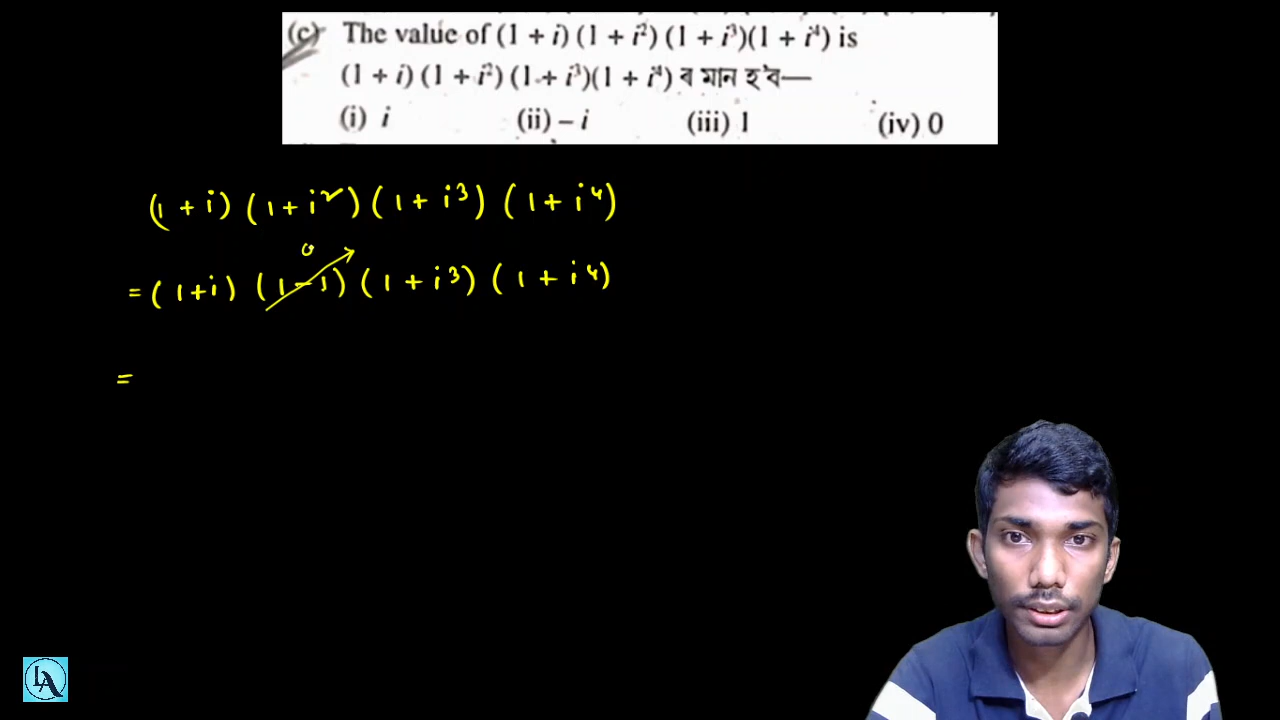 (c) The value of (1 + i) (1 + i²) (1 + i³)(1 + i⁴) is
(1 + i) (1 + i²) (1 + i³)(1 + i⁴) ৰ মান হ'ব—
(i) i (ii) – i (iii) 1 (iv) 0
(1 + i) (1 + i²) (1 + i³) (1 + i⁴)
0
= (1+i) (1-1) (1 + i³) (1 + i⁴)
=
LA